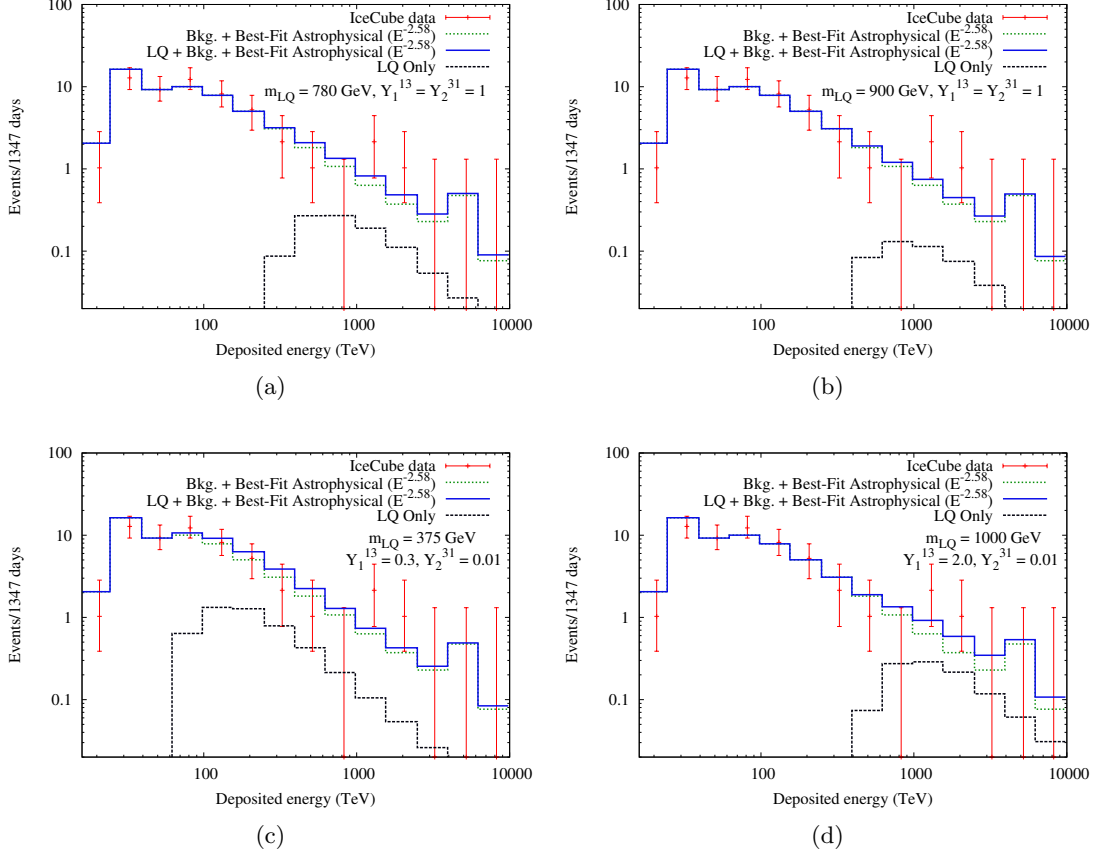 100
10
1
0.1
Events/1347 days
100
1000
10000
Deposited energy (TeV)
IceCube data
Bkg. + Best-Fit Astrophysical (E^-2.58)
LQ + Bkg. + Best-Fit Astrophysical (E^-2.58)
LQ Only
m_LQ = 780 GeV, Y_1^13 = Y_2^31 = 1
(a)
100
10
1
0.1
Events/1347 days
100
1000
10000
Deposited energy (TeV)
IceCube data
Bkg. + Best-Fit Astrophysical (E^-2.58)
LQ + Bkg. + Best-Fit Astrophysical (E^-2.58)
LQ Only
m_LQ = 900 GeV, Y_1^13 = Y_2^31 = 1
(b)
100
10
1
0.1
Events/1347 days
100
1000
10000
Deposited energy (TeV)
IceCube data
Bkg. + Best-Fit Astrophysical (E^-2.58)
LQ + Bkg. + Best-Fit Astrophysical (E^-2.58)
LQ Only
m_LQ = 375 GeV
Y_1^13 = 0.3, Y_2^31 = 0.01
(c)
100
10
1
0.1
Events/1347 days
100
1000
10000
Deposited energy (TeV)
IceCube data
Bkg. + Best-Fit Astrophysical (E^-2.58)
LQ + Bkg. + Best-Fit Astrophysical (E^-2.58)
LQ Only
m_LQ = 1000 GeV
Y_1^13 = 2.0, Y_2^31 = 0.01
(d)